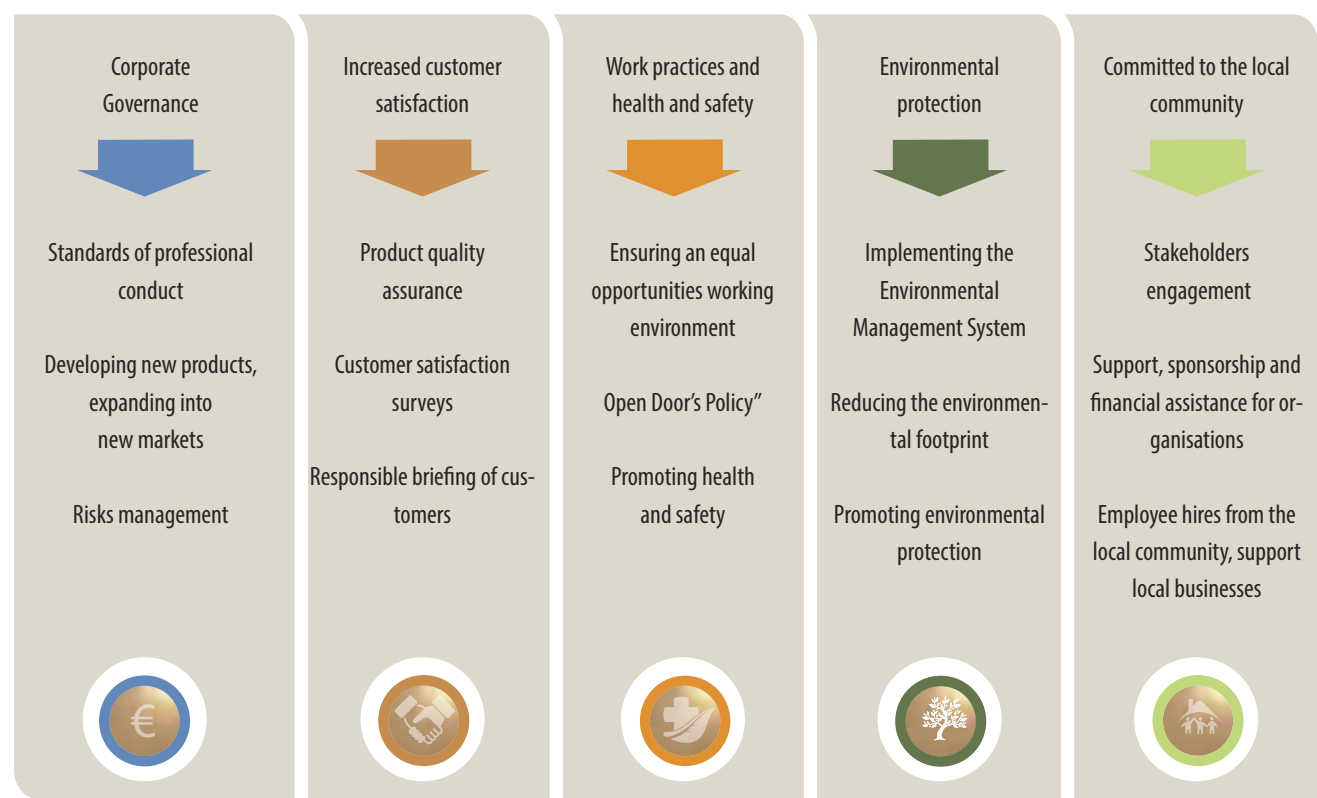 Corporate
Governance
Standards of professional
conduct
Developing new products,
expanding into
new markets
Risks management
Increased customer
satisfaction
Product quality
assurance
Customer satisfaction
surveys
Responsible briefing of cus-
tomers
Work practices and
health and safety
Ensuring an equal
opportunities working
environment
Open Door's Policy”
Promoting health
and safety
Environmental
protection
Implementing the
Environmental
Management System
Reducing the environmen-
tal footprint
Promoting environmental
protection
Committed to the local
community
Stakeholders
engagement
Support, sponsorship and
financial assistance for or-
ganisations
Employee hires from the
local community, support
local businesses
€